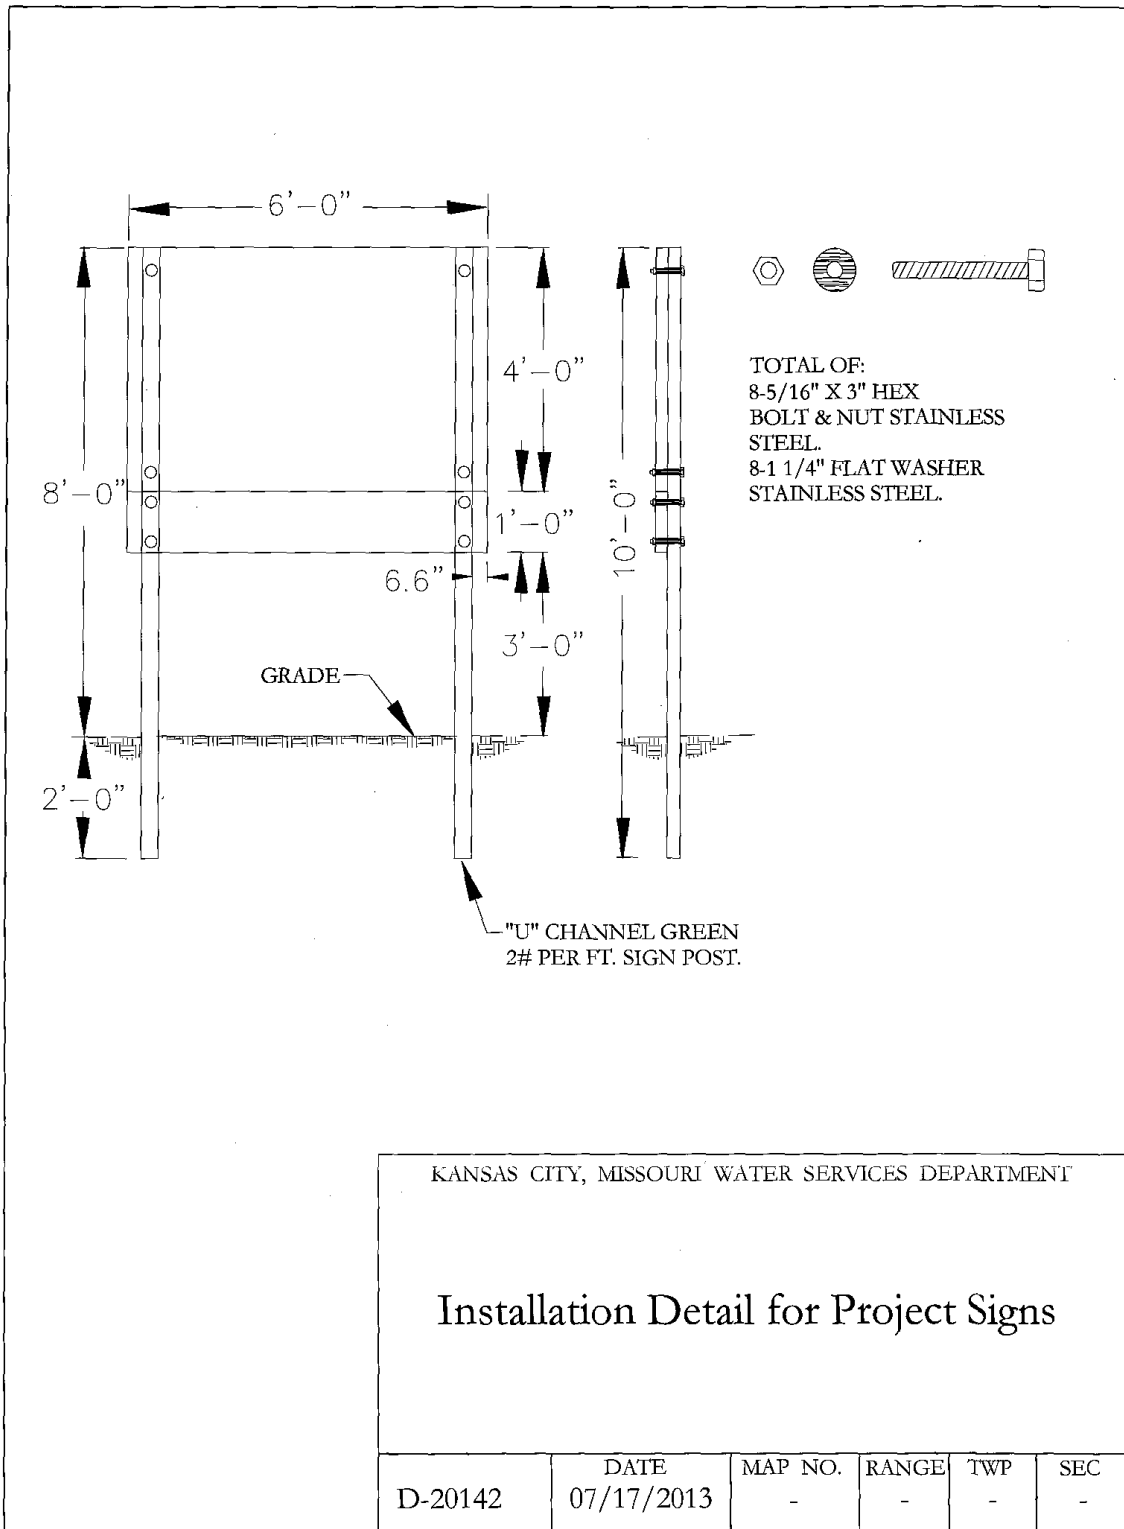 6'-0"
4'-0"
8'-0"
1'-0"
10'-0"
6.6"
3'-0"
GRADE
2'-0"
TOTAL OF:
8-5/16" X 3" HEX
BOLT & NUT STAINLESS
STEEL.
8-1 1/4" FLAT WASHER
STAINLESS STEEL.
"U" CHANNEL GREEN
2# PER FT. SIGN POST.
KANSAS CITY, MISSOURI WATER SERVICES DEPARTMENT
Installation Detail for Project Signs
DATE MAP NO. RANGE TWP SEC
D-20142 07/17/2013 - - - -